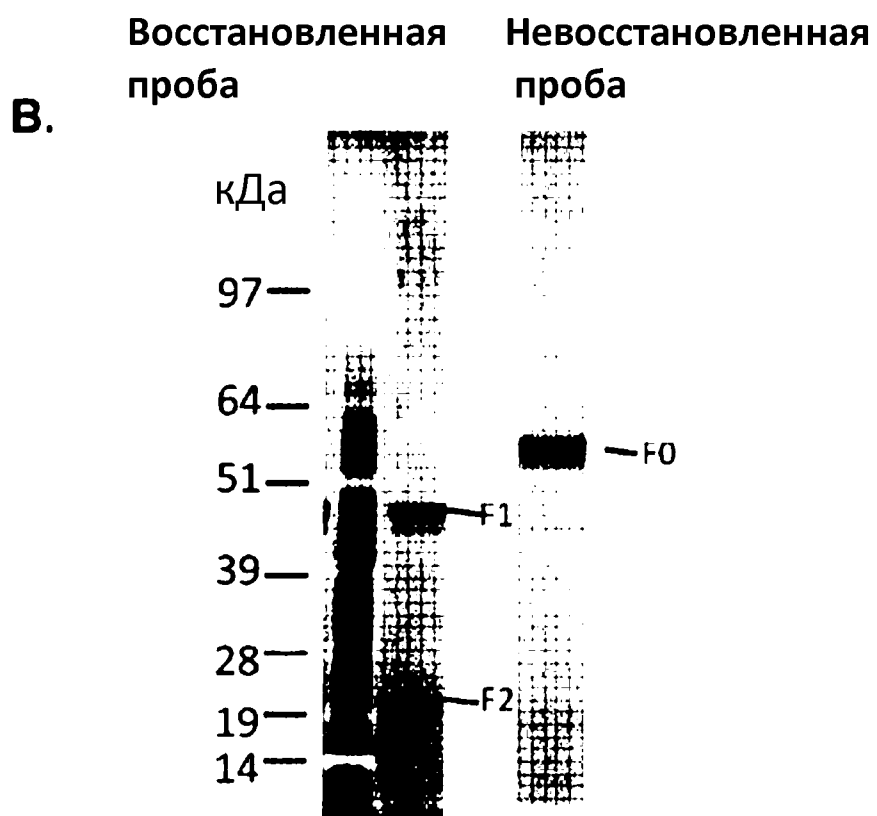 Восстановленная Невосстановленная
проба проба
B.
кДа
97
64
F0
51
F1
39
28
F2
19
14